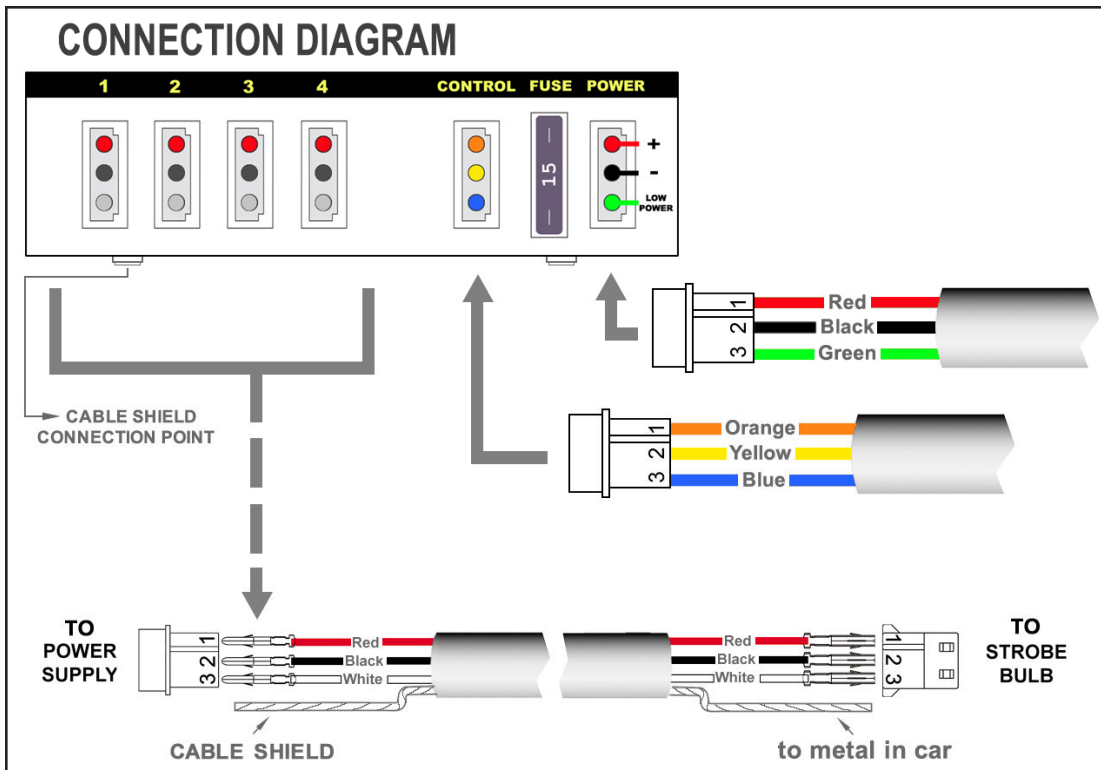 CONNECTION DIAGRAM
1 2 3 4 CONTROL FUSE POWER
+
-
LOW
POWER
15
1 Red
2 Black
3 Green
CABLE SHIELD
CONNECTION POINT
1 Orange
2 Yellow
3 Blue
TO
POWER
SUPPLY
1 Red
2 Black
3 White
CABLE SHIELD
Red 1
Black 2
White 3
to metal in car
TO
STROBE
BULB